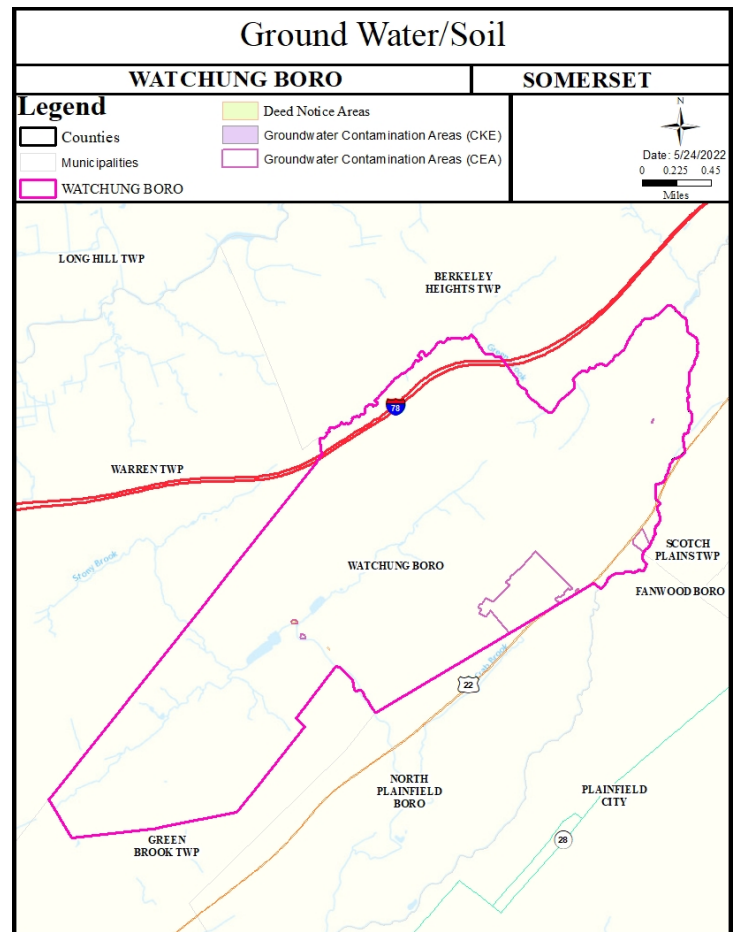 Ground Water/Soil
WATCHUNG BORO
SOMERSET
Legend
Counties
Municipalities
WATCHUNG BORO
Deed Notice Areas
Groundwater Contamination Areas (CKE)
Groundwater Contamination Areas (CEA)
N
Date: 5/24/2022
0 0.225 0.45
Miles
LONG HILL TWP
BERKELEY
HEIGHTS TWP
78
WARREN TWP
Stony Brook
WATCHUNG BORO
SCOTCH
PLAINS TWP
FANWOOD BORO
Brook
22
NORTH
PLAINFIELD
BORO
PLAINFIELD
CITY
28
GREEN
BROOK TWP